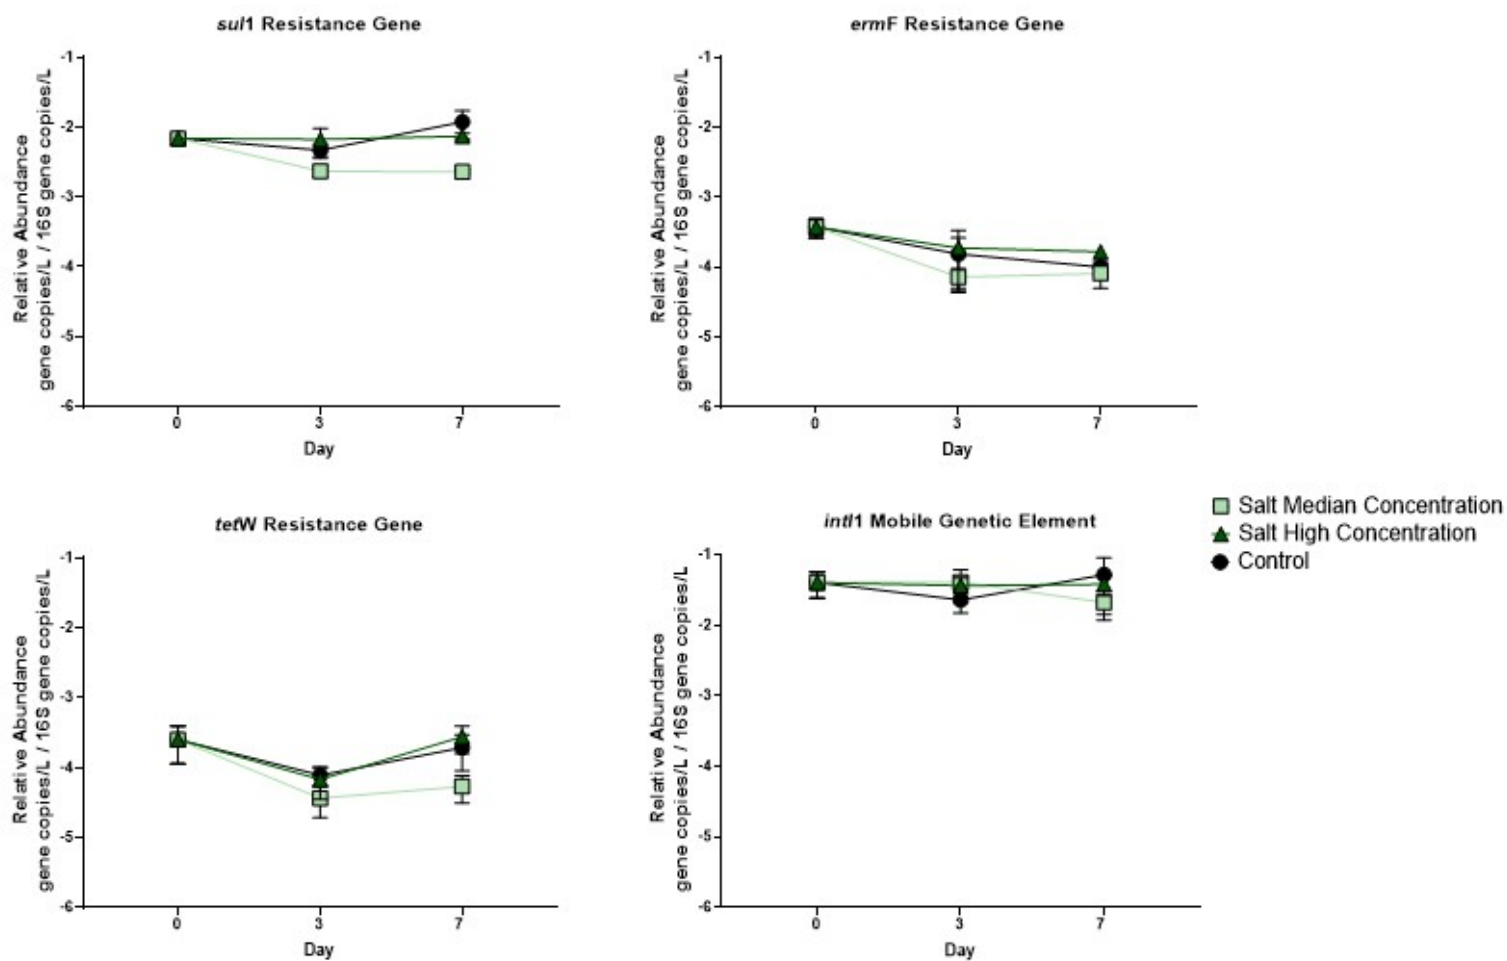 sul1 Resistance Gene
Relative Abundance
gene copies/L / 16S gene copies/L
-1
-2
-3
-4
-5
-6
0 3 7
Day
ermF Resistance Gene
Relative Abundance
gene copies/L / 16S gene copies/L
-1
-2
-3
-4
-5
-6
0 3 7
Day
tetW Resistance Gene
Relative Abundance
gene copies/L / 16S gene copies/L
-1
-2
-3
-4
-5
-6
0 3 7
Day
intI1 Mobile Genetic Element
Relative Abundance
gene copies/L / 16S gene copies/L
-1
-2
-3
-4
-5
-6
0 3 7
Day
Salt Median Concentration
Salt High Concentration
Control